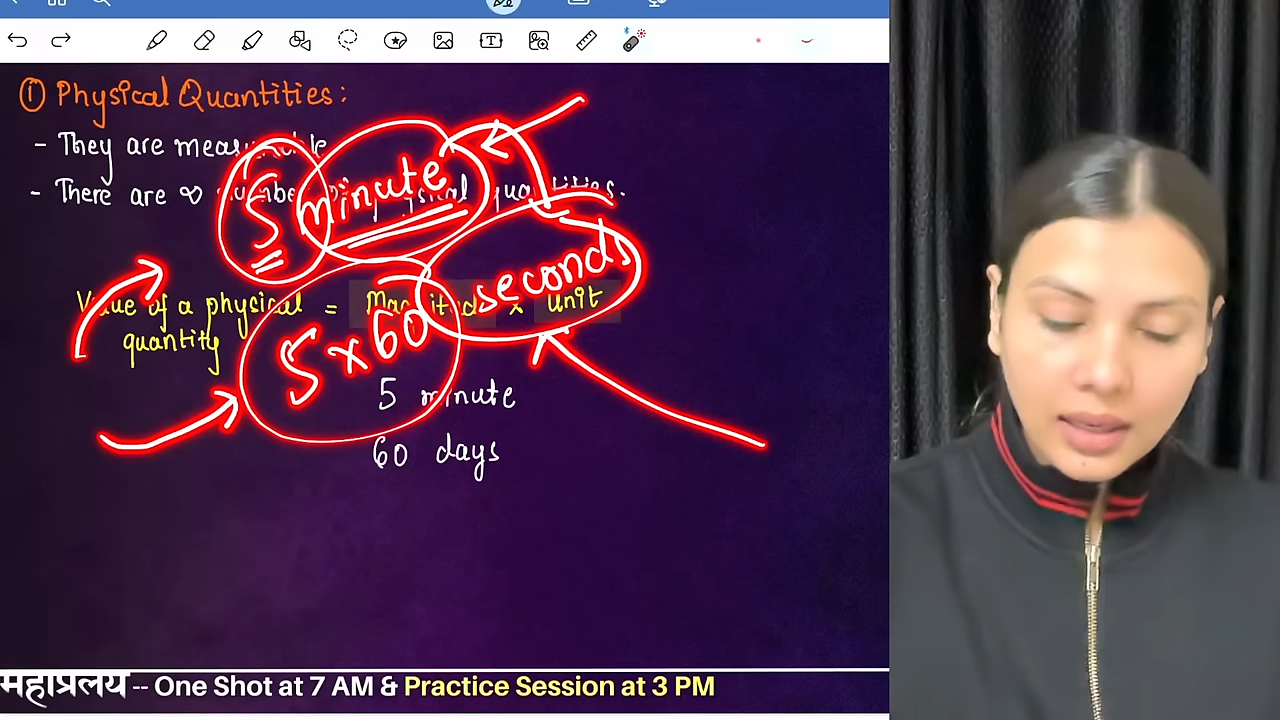 ① Physical Quantities:
- They are measurable
- There are ∞ number of physical quantities.
5 minute
seconds
Value of a physical quantity = Magnitude × Unit
5 × 60
5 minute
60 days
महाप्रलय -- One Shot at 7 AM & Practice Session at 3 PM